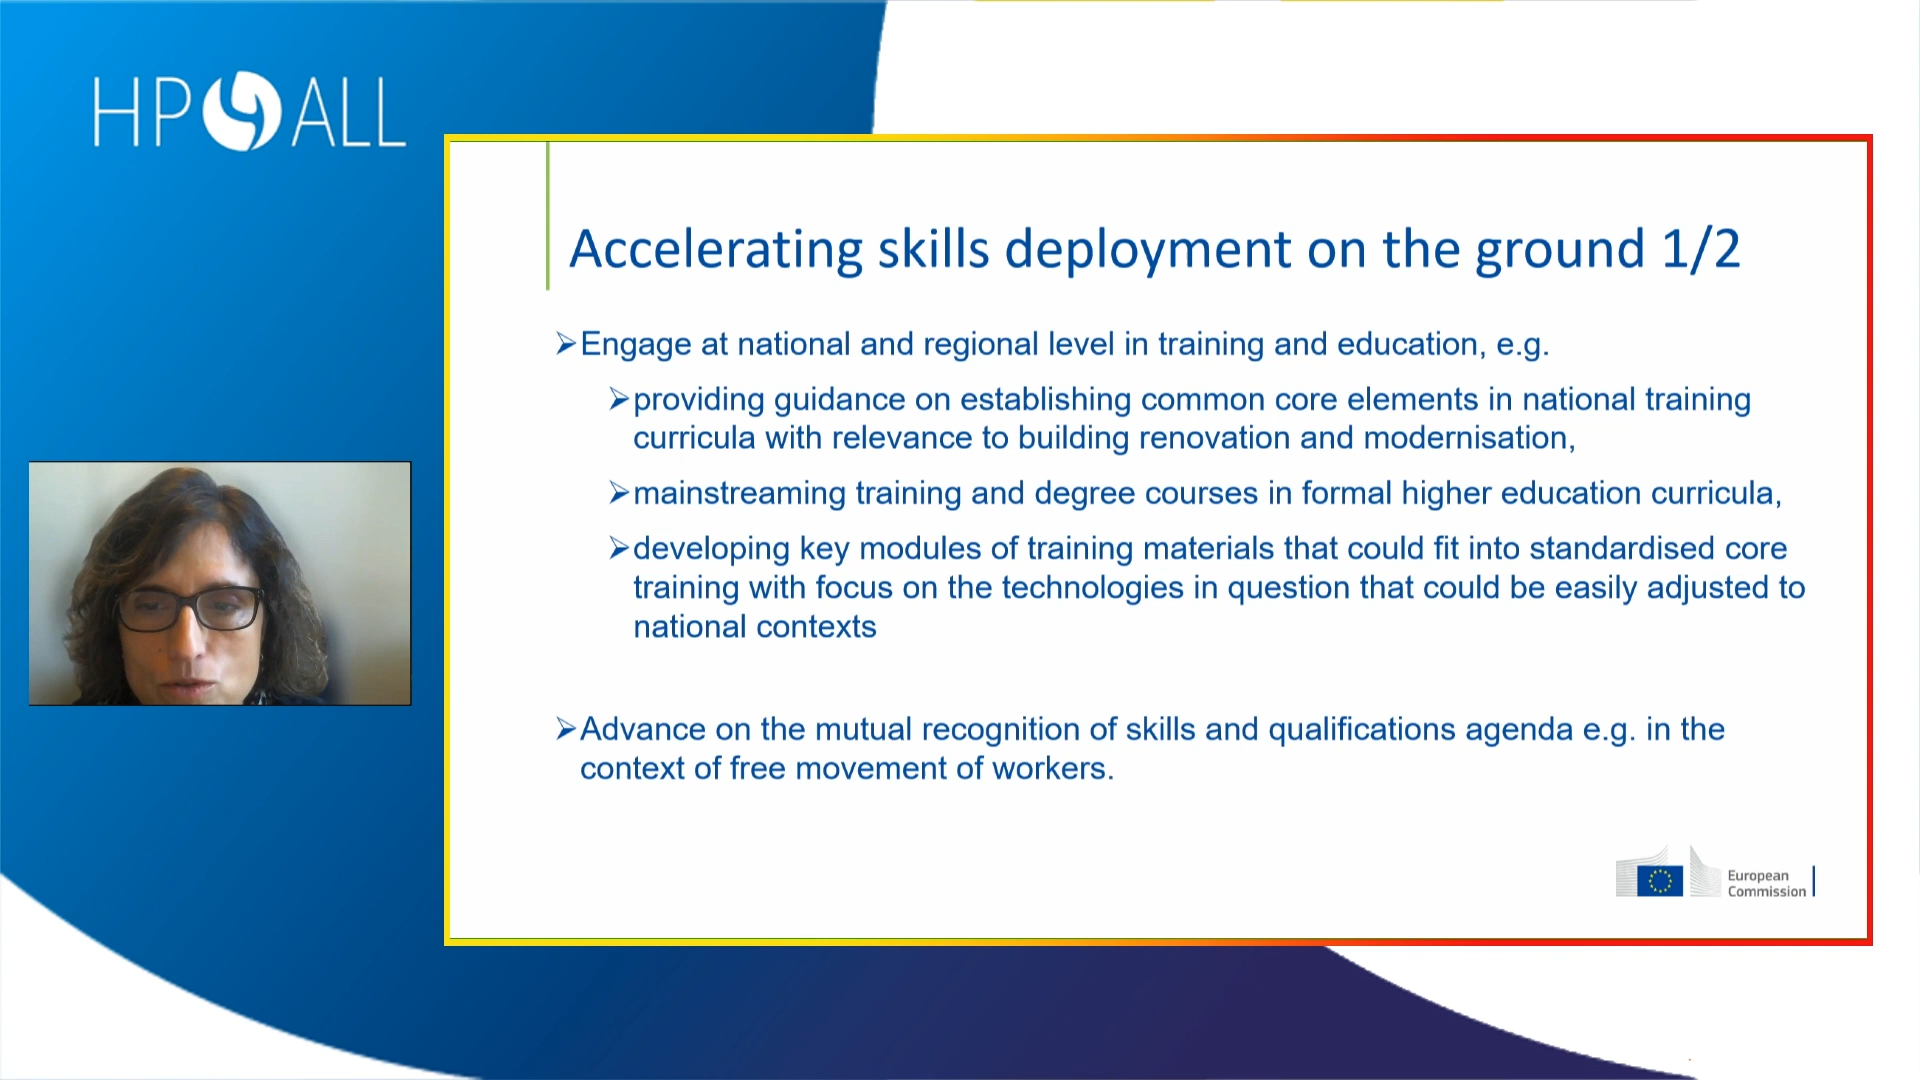 HP4ALL
Accelerating skills deployment on the ground 1/2
➢Engage at national and regional level in training and education, e.g.
➢providing guidance on establishing common core elements in national training
curricula with relevance to building renovation and modernisation,
➢mainstreaming training and degree courses in formal higher education curricula,
➢developing key modules of training materials that could fit into standardised core
training with focus on the technologies in question that could be easily adjusted to
national contexts
➢Advance on the mutual recognition of skills and qualifications agenda e.g. in the
context of free movement of workers.
European
Commission